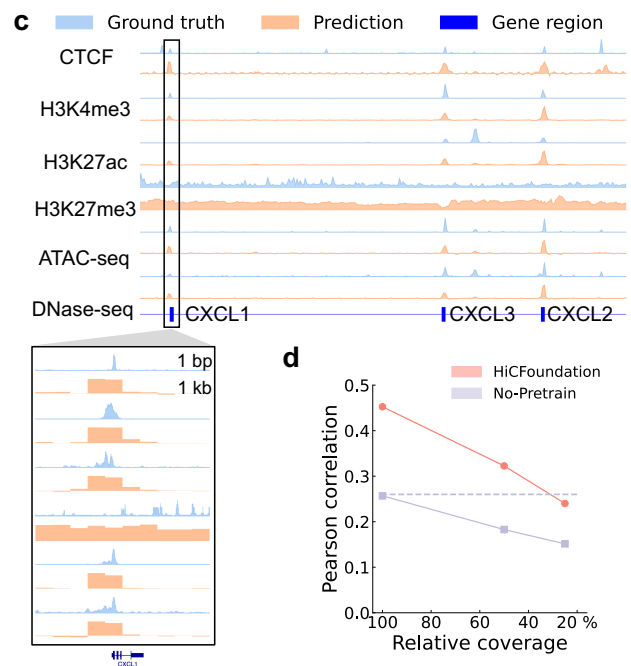 c
Ground truth Prediction Gene region
CTCF
H3K4me3
H3K27ac
H3K27me3
ATAC-seq
DNase-seq
CXCL1 CXCL3 CXCL2
1 bp
1 kb
CXCL1
d
HiCFoundation
No-Pretrain
Pearson correlation
0.5
0.4
0.3
0.2
0.1
0.0
100 80 60 40 20 %
Relative coverage